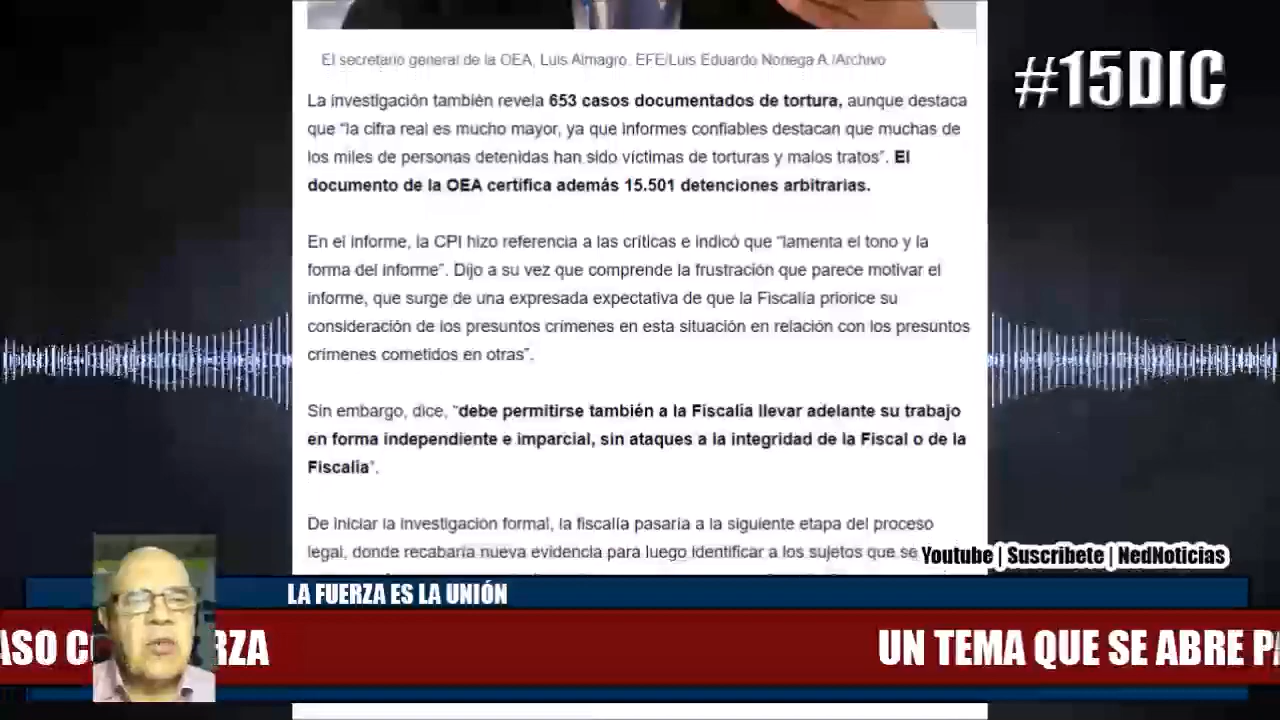 El secretario general de la OEA, Luis Almagro. EFE/Luis Eduardo Noriega A./Archivo
#15DIC
La investigación también revela 653 casos documentados de tortura, aunque destaca
que "la cifra real es mucho mayor, ya que informes confiables destacan que muchas de
los miles de personas detenidas han sido víctimas de torturas y malos tratos". El
documento de la OEA certifica además 15.501 detenciones arbitrarias.
En el informe, la CPI hizo referencia a las críticas e indicó que "lamenta el tono y la
forma del informe". Dijo a su vez que comprende la frustración que parece motivar el
informe, que surge de una expresada expectativa de que la Fiscalía priorice su
consideración de los presuntos crímenes en esta situación en relación con los presuntos
crímenes cometidos en otras".
Sin embargo, dice, "debe permitirse también a la Fiscalía llevar adelante su trabajo
en forma independiente e imparcial, sin ataques a la integridad de la Fiscal o de la
Fiscalía".
De iniciar la investigación formal, la fiscalía pasaría a la siguiente etapa del proceso
legal, donde recabaría nueva evidencia para luego identificar a los sujetos que se
Youtube | Suscribete | NedNoticias
LA FUERZA ES LA UNIÓN
ASO C RZA UN TEMA QUE SE ABRE P